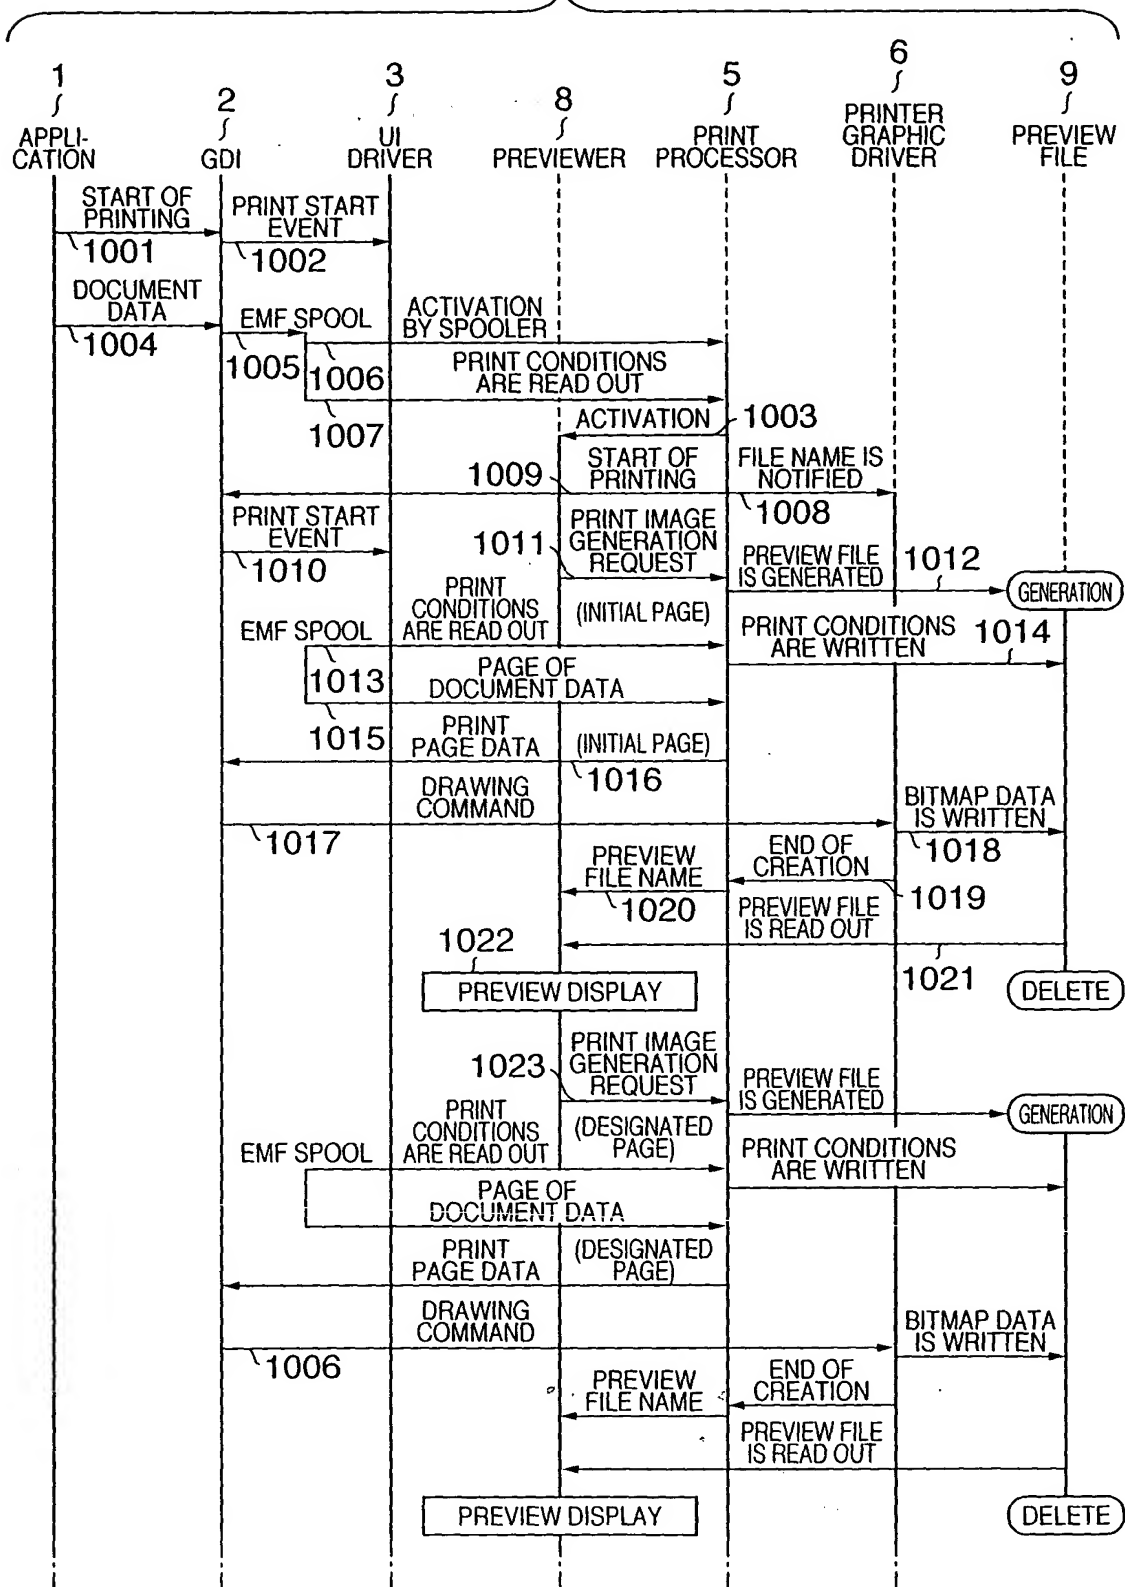 1
2
3
8
5
6
9
APPLI-
CATION
GDI
UI
DRIVER
PREVIEWER
PRINT
PROCESSOR
PRINTER
GRAPHIC
DRIVER
PREVIEW
FILE
START OF
PRINTING
1001
PRINT START
EVENT
1002
DOCUMENT
DATA
1004
EMF SPOOL
1005
ACTIVATION
BY SPOOLER
1006
PRINT CONDITIONS
ARE READ OUT
1007
ACTIVATION
1003
START OF
PRINTING
1009
FILE NAME IS
NOTIFIED
1008
PRINT START
EVENT
1010
PRINT IMAGE
GENERATION
REQUEST
1011
(INITIAL PAGE)
PREVIEW FILE
IS GENERATED
1012
GENERATION
EMF SPOOL
PRINT
CONDITIONS
ARE READ OUT
1013
PRINT CONDITIONS
ARE WRITTEN
1014
PAGE OF
DOCUMENT DATA
1015
PRINT
PAGE DATA
(INITIAL PAGE)
1016
DRAWING
COMMAND
1017
BITMAP DATA
IS WRITTEN
1018
END OF
CREATION
1019
PREVIEW
FILE NAME
1020
PREVIEW FILE
IS READ OUT
1021
1022
PREVIEW DISPLAY
DELETE
PRINT IMAGE
GENERATION
REQUEST
1023
(DESIGNATED
PAGE)
PREVIEW FILE
IS GENERATED
GENERATION
EMF SPOOL
PRINT
CONDITIONS
ARE READ OUT
PRINT CONDITIONS
ARE WRITTEN
PAGE OF
DOCUMENT DATA
PRINT
PAGE DATA
(DESIGNATED
PAGE)
DRAWING
COMMAND
1006
BITMAP DATA
IS WRITTEN
END OF
CREATION
PREVIEW
FILE NAME
PREVIEW FILE
IS READ OUT
PREVIEW DISPLAY
DELETE